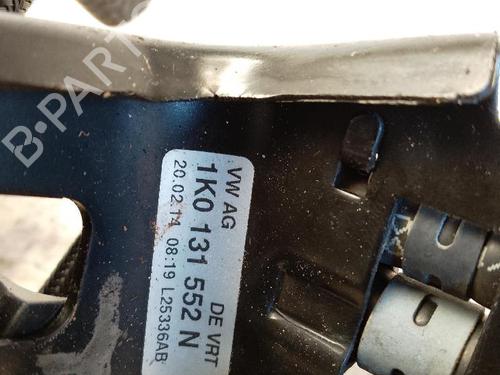 B-PARTS
VW AG
1K0 131 552 N
DE VRT
20.02.14 08:19 L25336AB